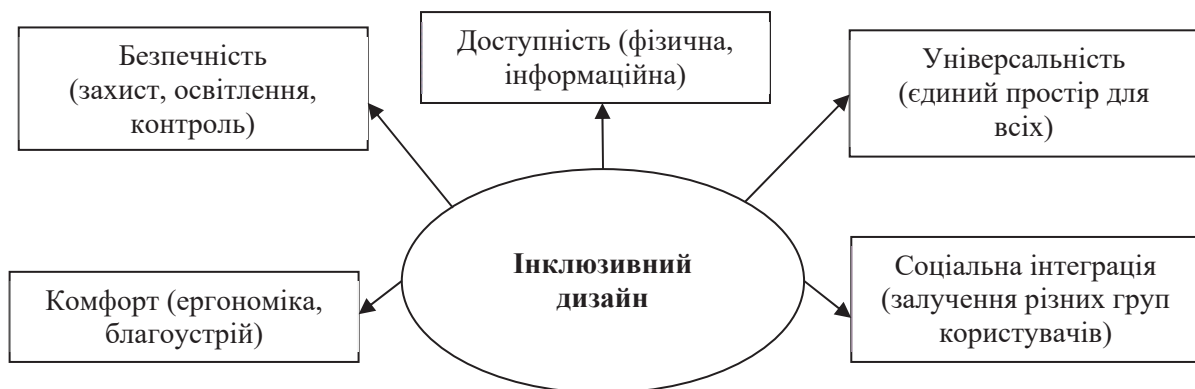 Безпечність
(захист, освітлення,
контроль)
Доступність (фізична,
інформаційна)
Універсальність
(єдиний простір для
всіх)
Інклюзивний
дизайн
Комфорт (ергономіка,
благоустрій)
Соціальна інтеграція
(залучення різних груп
користувачів)